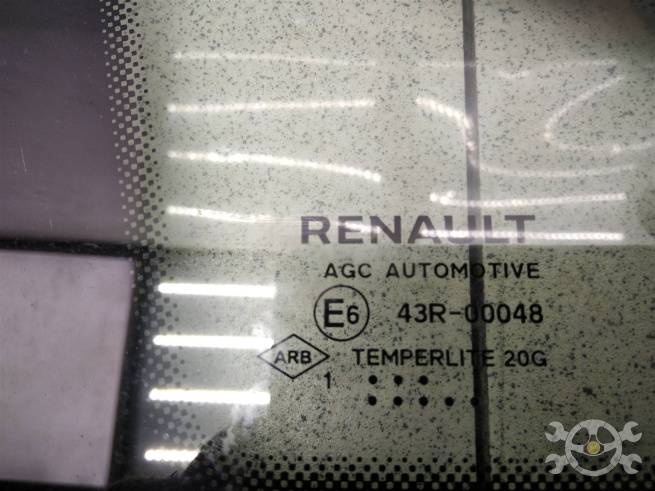 RENAULT
AGC AUTOMOTIVE
E6 43R-00048
ARB TEMPERLITE 20G
1 • • •
• • • • •